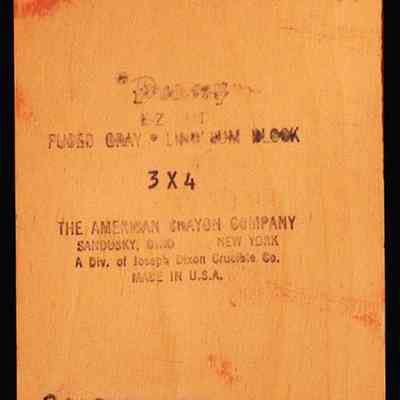 E-Z
FUSED GRAY • LINOLEUM BLOCK
3 X 4
THE AMERICAN CRAYON COMPANY
SANDUSKY, OHIO NEW YORK
A Div. of Joseph Dixon Crucible Co.
MADE IN U.S.A.